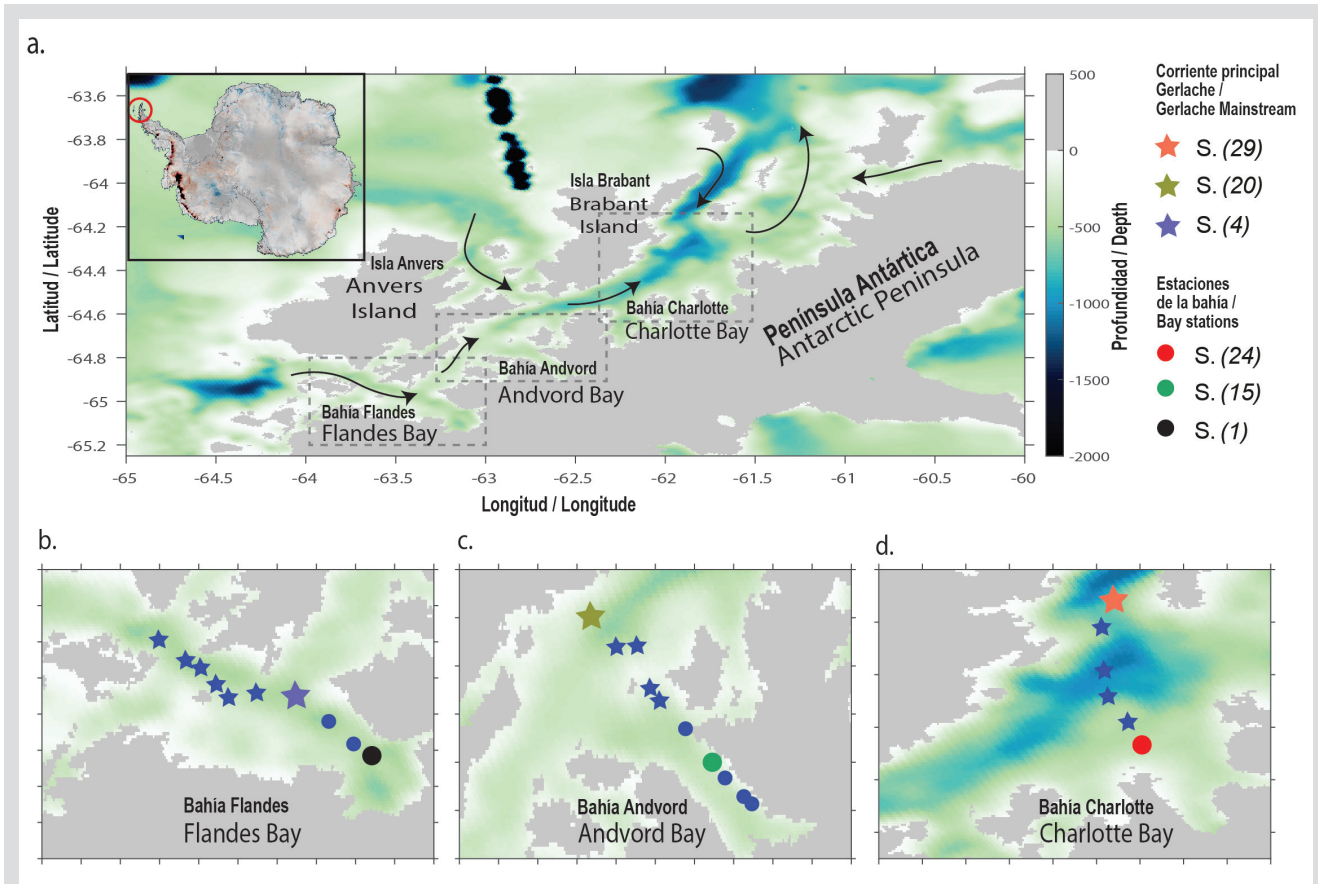 a.
-63.6
-63.8
-64
-64.2
-64.4
-64.6
-64.8
-65
-65.2
Latitud / Latitude
-65
-64.5
-64
-63.5
-63
-62.5
-62
-61.5
-61
-60.5
-60
Longitud / Longitude
Isla Brabant
Brabant
Island
Isla Anvers
Anvers
Island
Bahía Charlotte
Charlotte Bay
Península Antártica
Antarctic Peninsula
Bahía Andvord
Andvord Bay
Bahía Flandes
Flandes Bay
500
0
-500
-1000
-1500
-2000
Profundidad / Depth
Corriente principal
Gerlache /
Gerlache Mainstream
S. (29)
S. (20)
S. (4)
Estaciones
de la bahía /
Bay stations
S. (24)
S. (15)
S. (1)
b.
Bahía Flandes
Flandes Bay
c.
Bahía Andvord
Andvord Bay
d.
Bahía Charlotte
Charlotte Bay